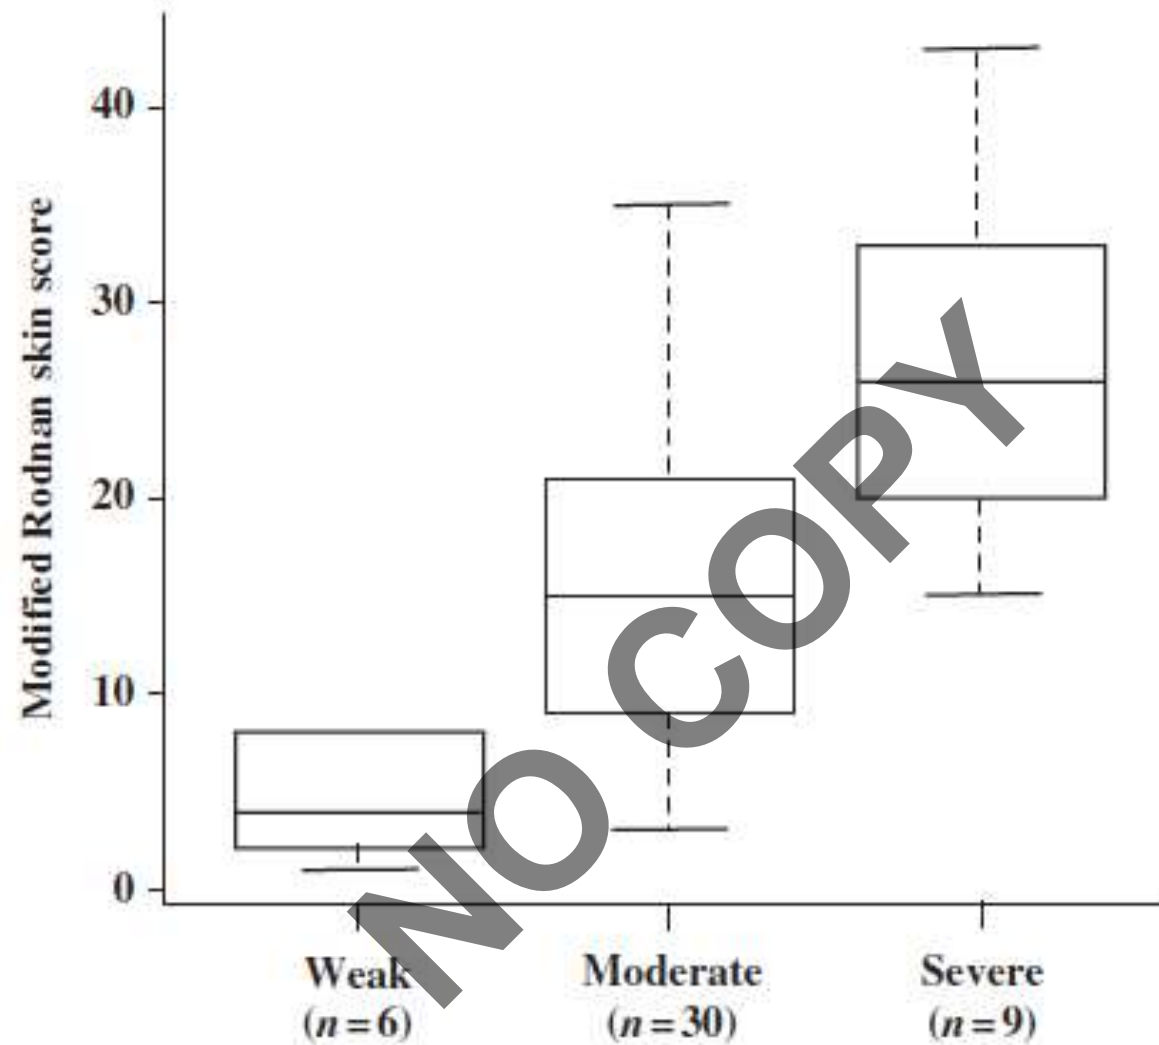 Modified Rodnan skin score
40
30
20
10
0
Weak
(n=6)
Moderate
(n=30)
Severe
(n=9)
NO COPY